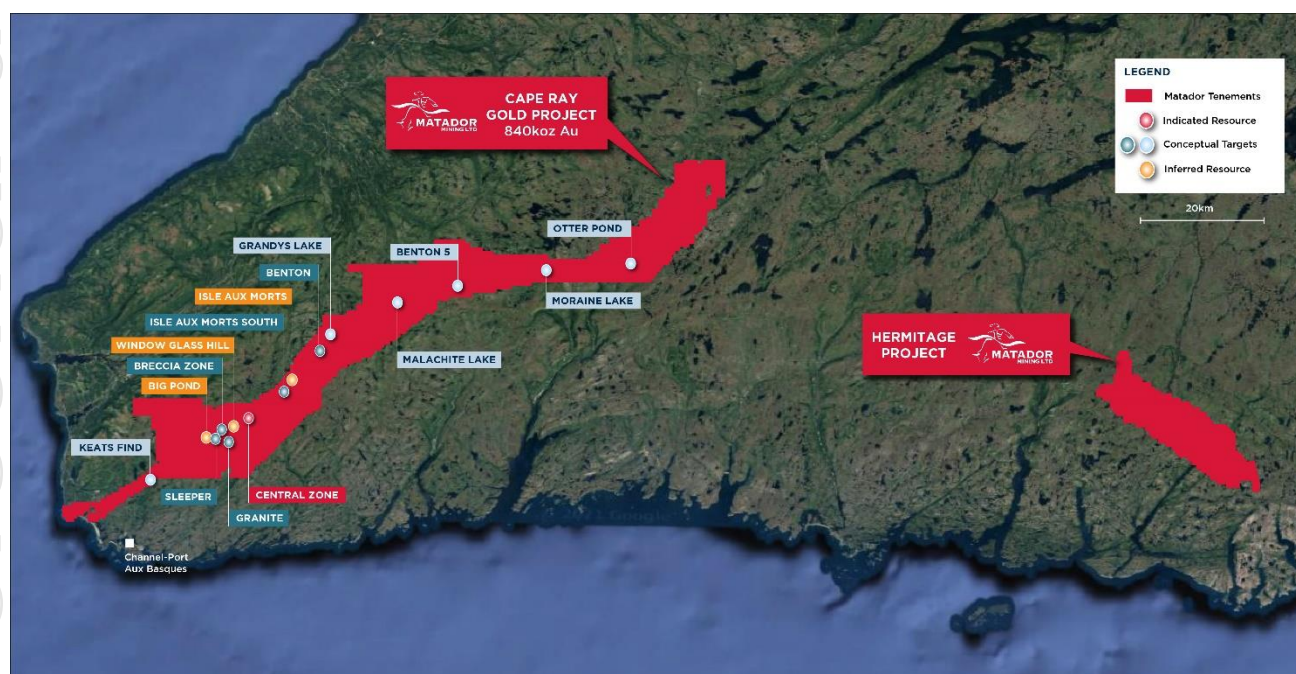 CAPE RAY
GOLD PROJECT
840koz Au
MATADOR
MINING LTD
LEGEND
Matador Tenements
Indicated Resource
Conceptual Targets
Inferred Resource
20km
OTTER POND
GRANDYS LAKE
BENTON 5
BENTON
ISLE AUX MORTS
MORAINE LAKE
ISLE AUX MORTS SOUTH
HERMITAGE
PROJECT
MATADOR
MINING LTD
WINDOW GLASS HILL
MALACHITE LAKE
BRECCIA ZONE
BIG POND
KEATS FIND
SLEEPER
CENTRAL ZONE
GRANITE
Channel-Port
Aux Basques